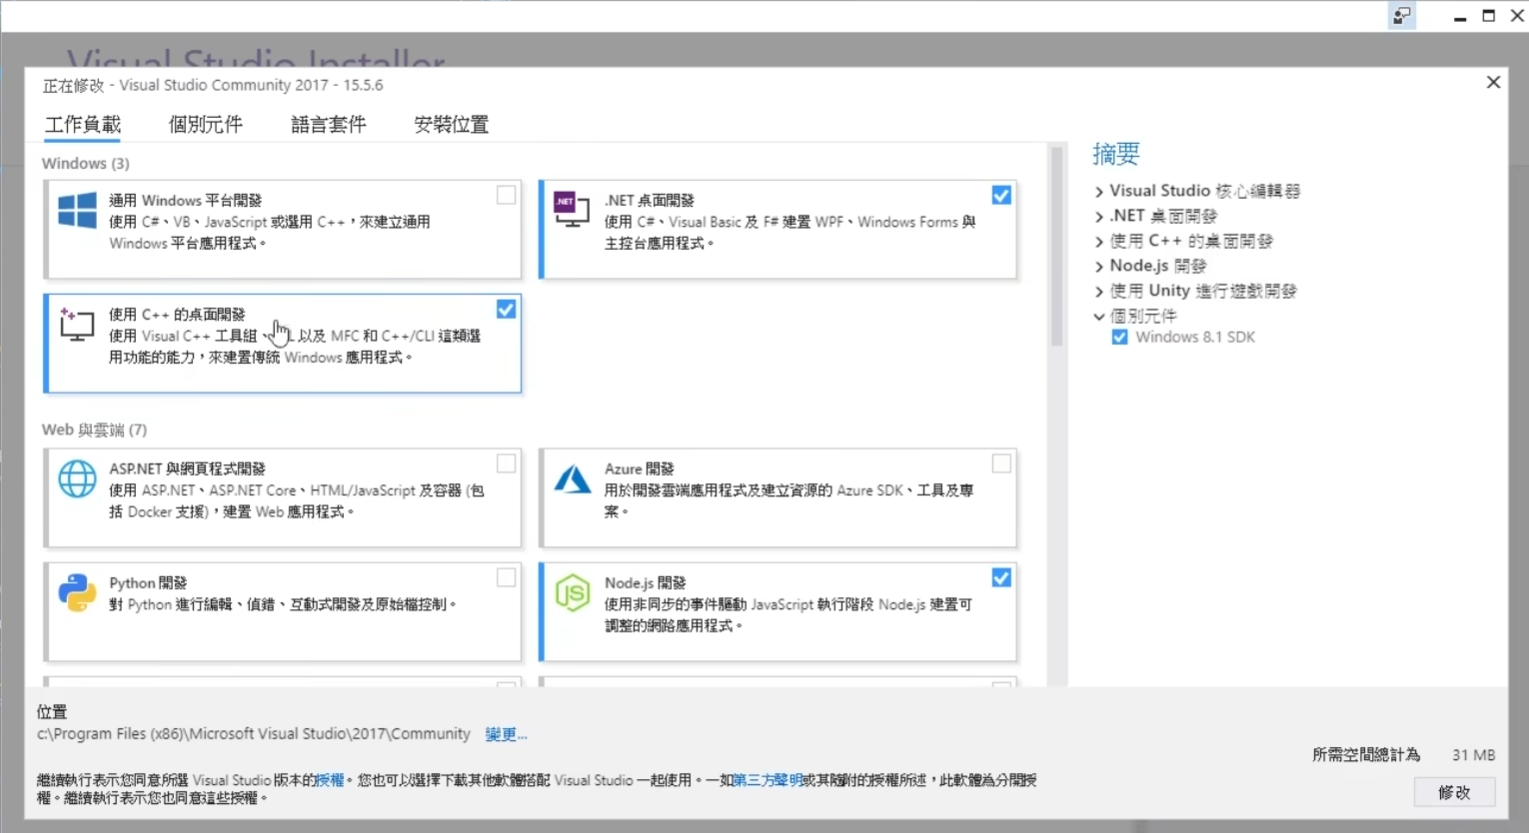 Visual Studio Installer
正在修改 - Visual Studio Community 2017 - 15.5.6
工作負載 個別元件 語言套件 安裝位置
Windows (3)
通用 Windows 平台開發
使用 C#、VB、JavaScript 或選用 C++，來建立通用
Windows 平台應用程式。
.NET
.NET 桌面開發
使用 C#、Visual Basic 及 F# 建置 WPF、Windows Forms 與
主控台應用程式。
使用 C++ 的桌面開發
使用 Visual C++ 工具組、L 以及 MFC 和 C++/CLI 這類選
用功能的能力，來建置傳統 Windows 應用程式。
Web 與雲端 (7)
ASP.NET 與網頁程式開發
使用 ASP.NET、ASP.NET Core、HTML/JavaScript 及容器 (包
括 Docker 支援)，建置 Web 應用程式。
Azure 開發
用於開發雲端應用程式及建立資源的 Azure SDK、工具及專
案。
Python 開發
對 Python 進行編輯、偵錯、互動式開發及原始檔控制。
JS
Node.js 開發
使用非同步的事件驅動 JavaScript 執行階段 Node.js 建置可
調整的網路應用程式。
摘要
Visual Studio 核心編輯器
.NET 桌面開發
使用 C++ 的桌面開發
Node.js 開發
使用 Unity 進行遊戲開發
個別元件
Windows 8.1 SDK
位置
c:\Program Files (x86)\Microsoft Visual Studio\2017\Community 變更...
所需空間總計為 31 MB
繼續執行表示您同意所選 Visual Studio 版本的授權。您也可以選擇下載其他軟體搭配 Visual Studio 一起使用。一如第三方聲明或其隨附的授權所述，此軟體為分開授
權。繼續執行表示您也同意這些授權。
修改